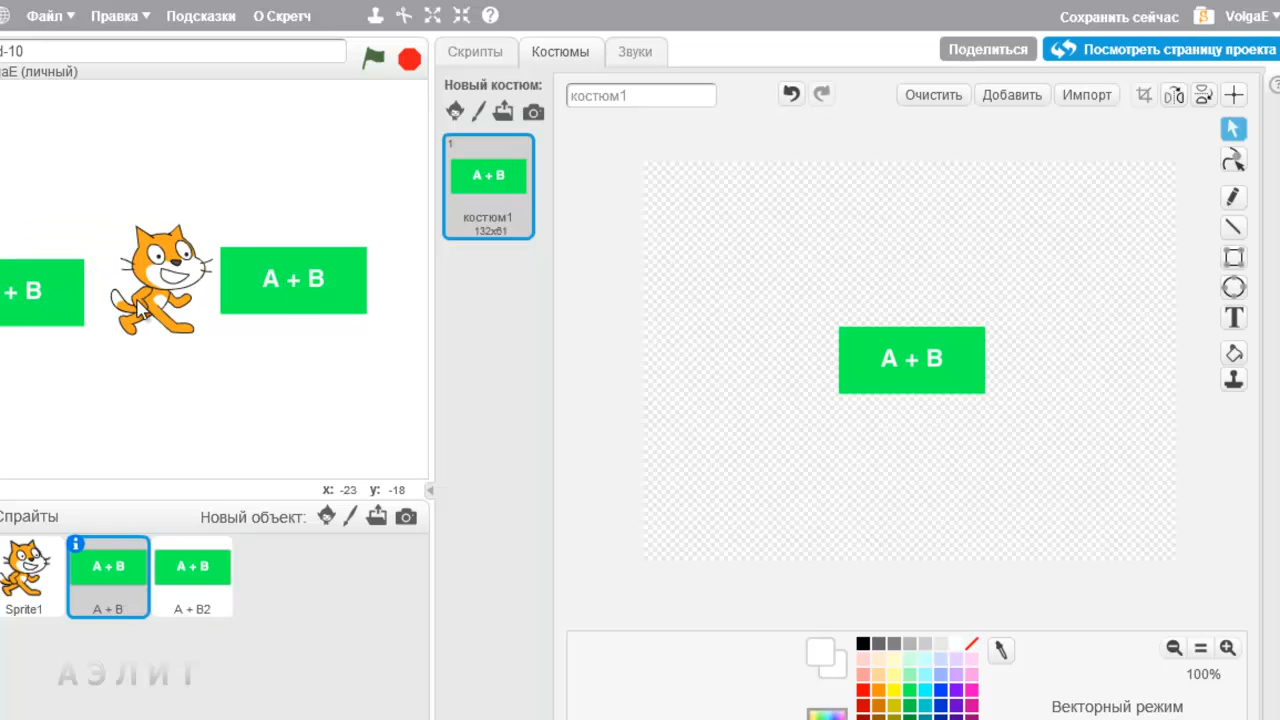 Файл Правка Подсказки О Скретч Сохранить сейчас VolgaE
d-10
aE (личный)
Скрипты Костюмы Звуки Поделиться Посмотреть страницу проекта
Новый костюм:
костюм1 Очистить Добавить Импорт
1
A + B
костюм1
132x61
+ B
A + B
A + B
x: -23 y: -18
Спрайты Новый объект:
A + B
A + B
Sprite1 A + B A + B2
АЭЛИТ
100%
Векторный режим